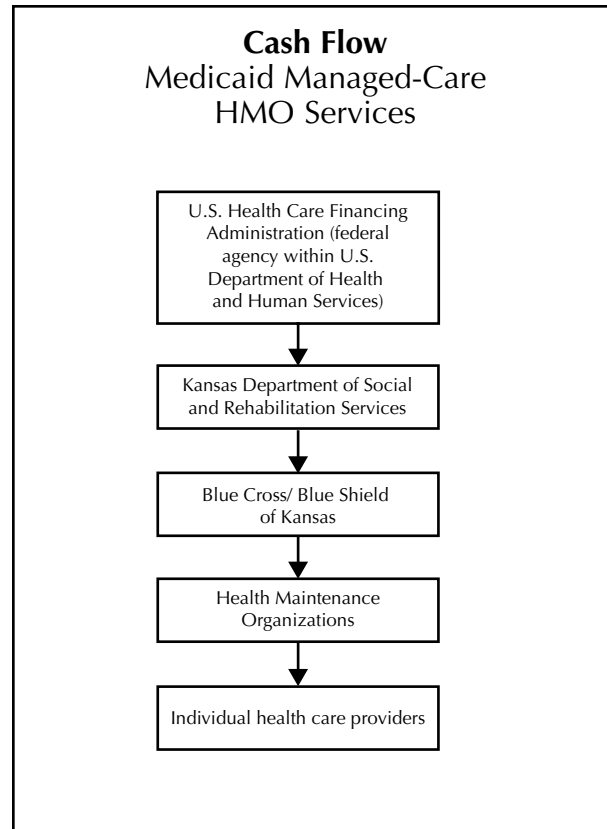 Cash Flow
Medicaid Managed-Care
HMO Services
U.S. Health Care Financing
Administration (federal
agency within U.S.
Department of Health
and Human Services)
Kansas Department of Social
and Rehabilitation Services
Blue Cross/ Blue Shield
of Kansas
Health Maintenance
Organizations
Individual health care providers